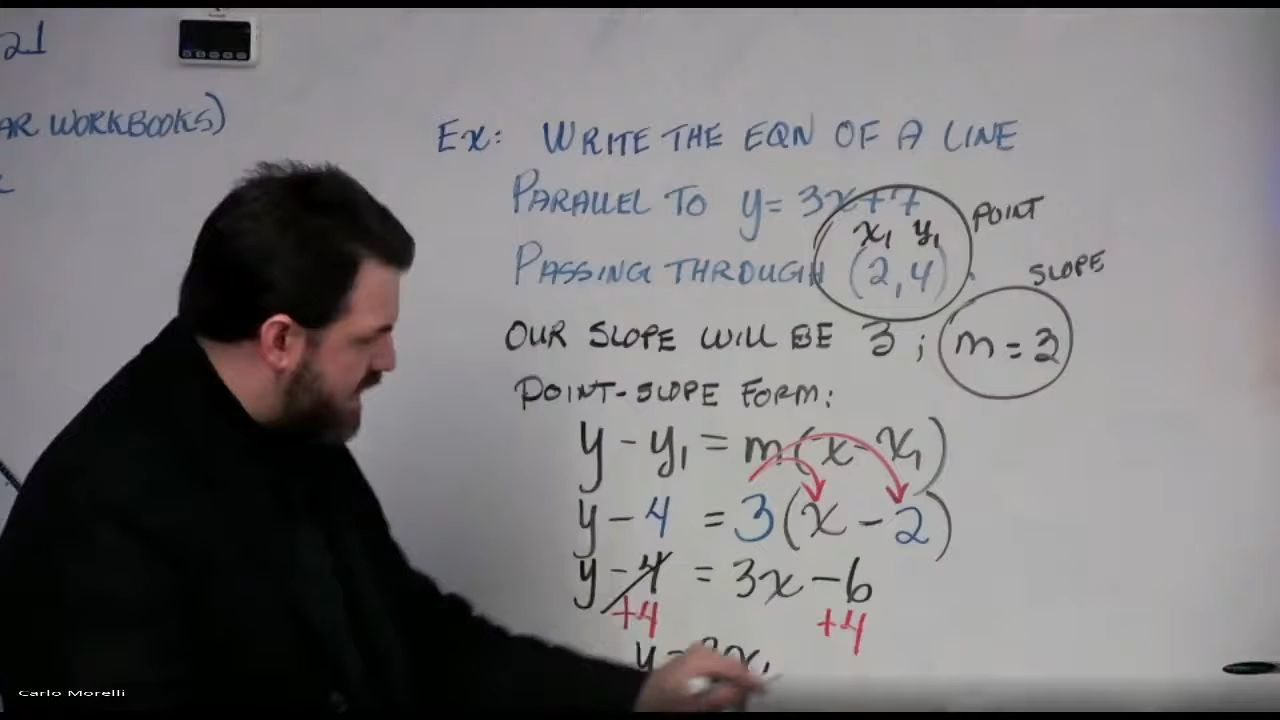 21
AR WORKBOOKS)
Ex: WRITE THE EQN OF A LINE
PARALLEL TO y = 3x+7
POINT
x₁ y₁
PASSING THROUGH (2,4).
SLOPE
OUR SLOPE WILL BE 3 ; m = 3
POINT-SLOPE FORM:
y - y₁ = m(x - x₁)
y - 4 = 3(x - 2)
y - 4 = 3x - 6
+4 +4
y = 3x
Carlo Morelli